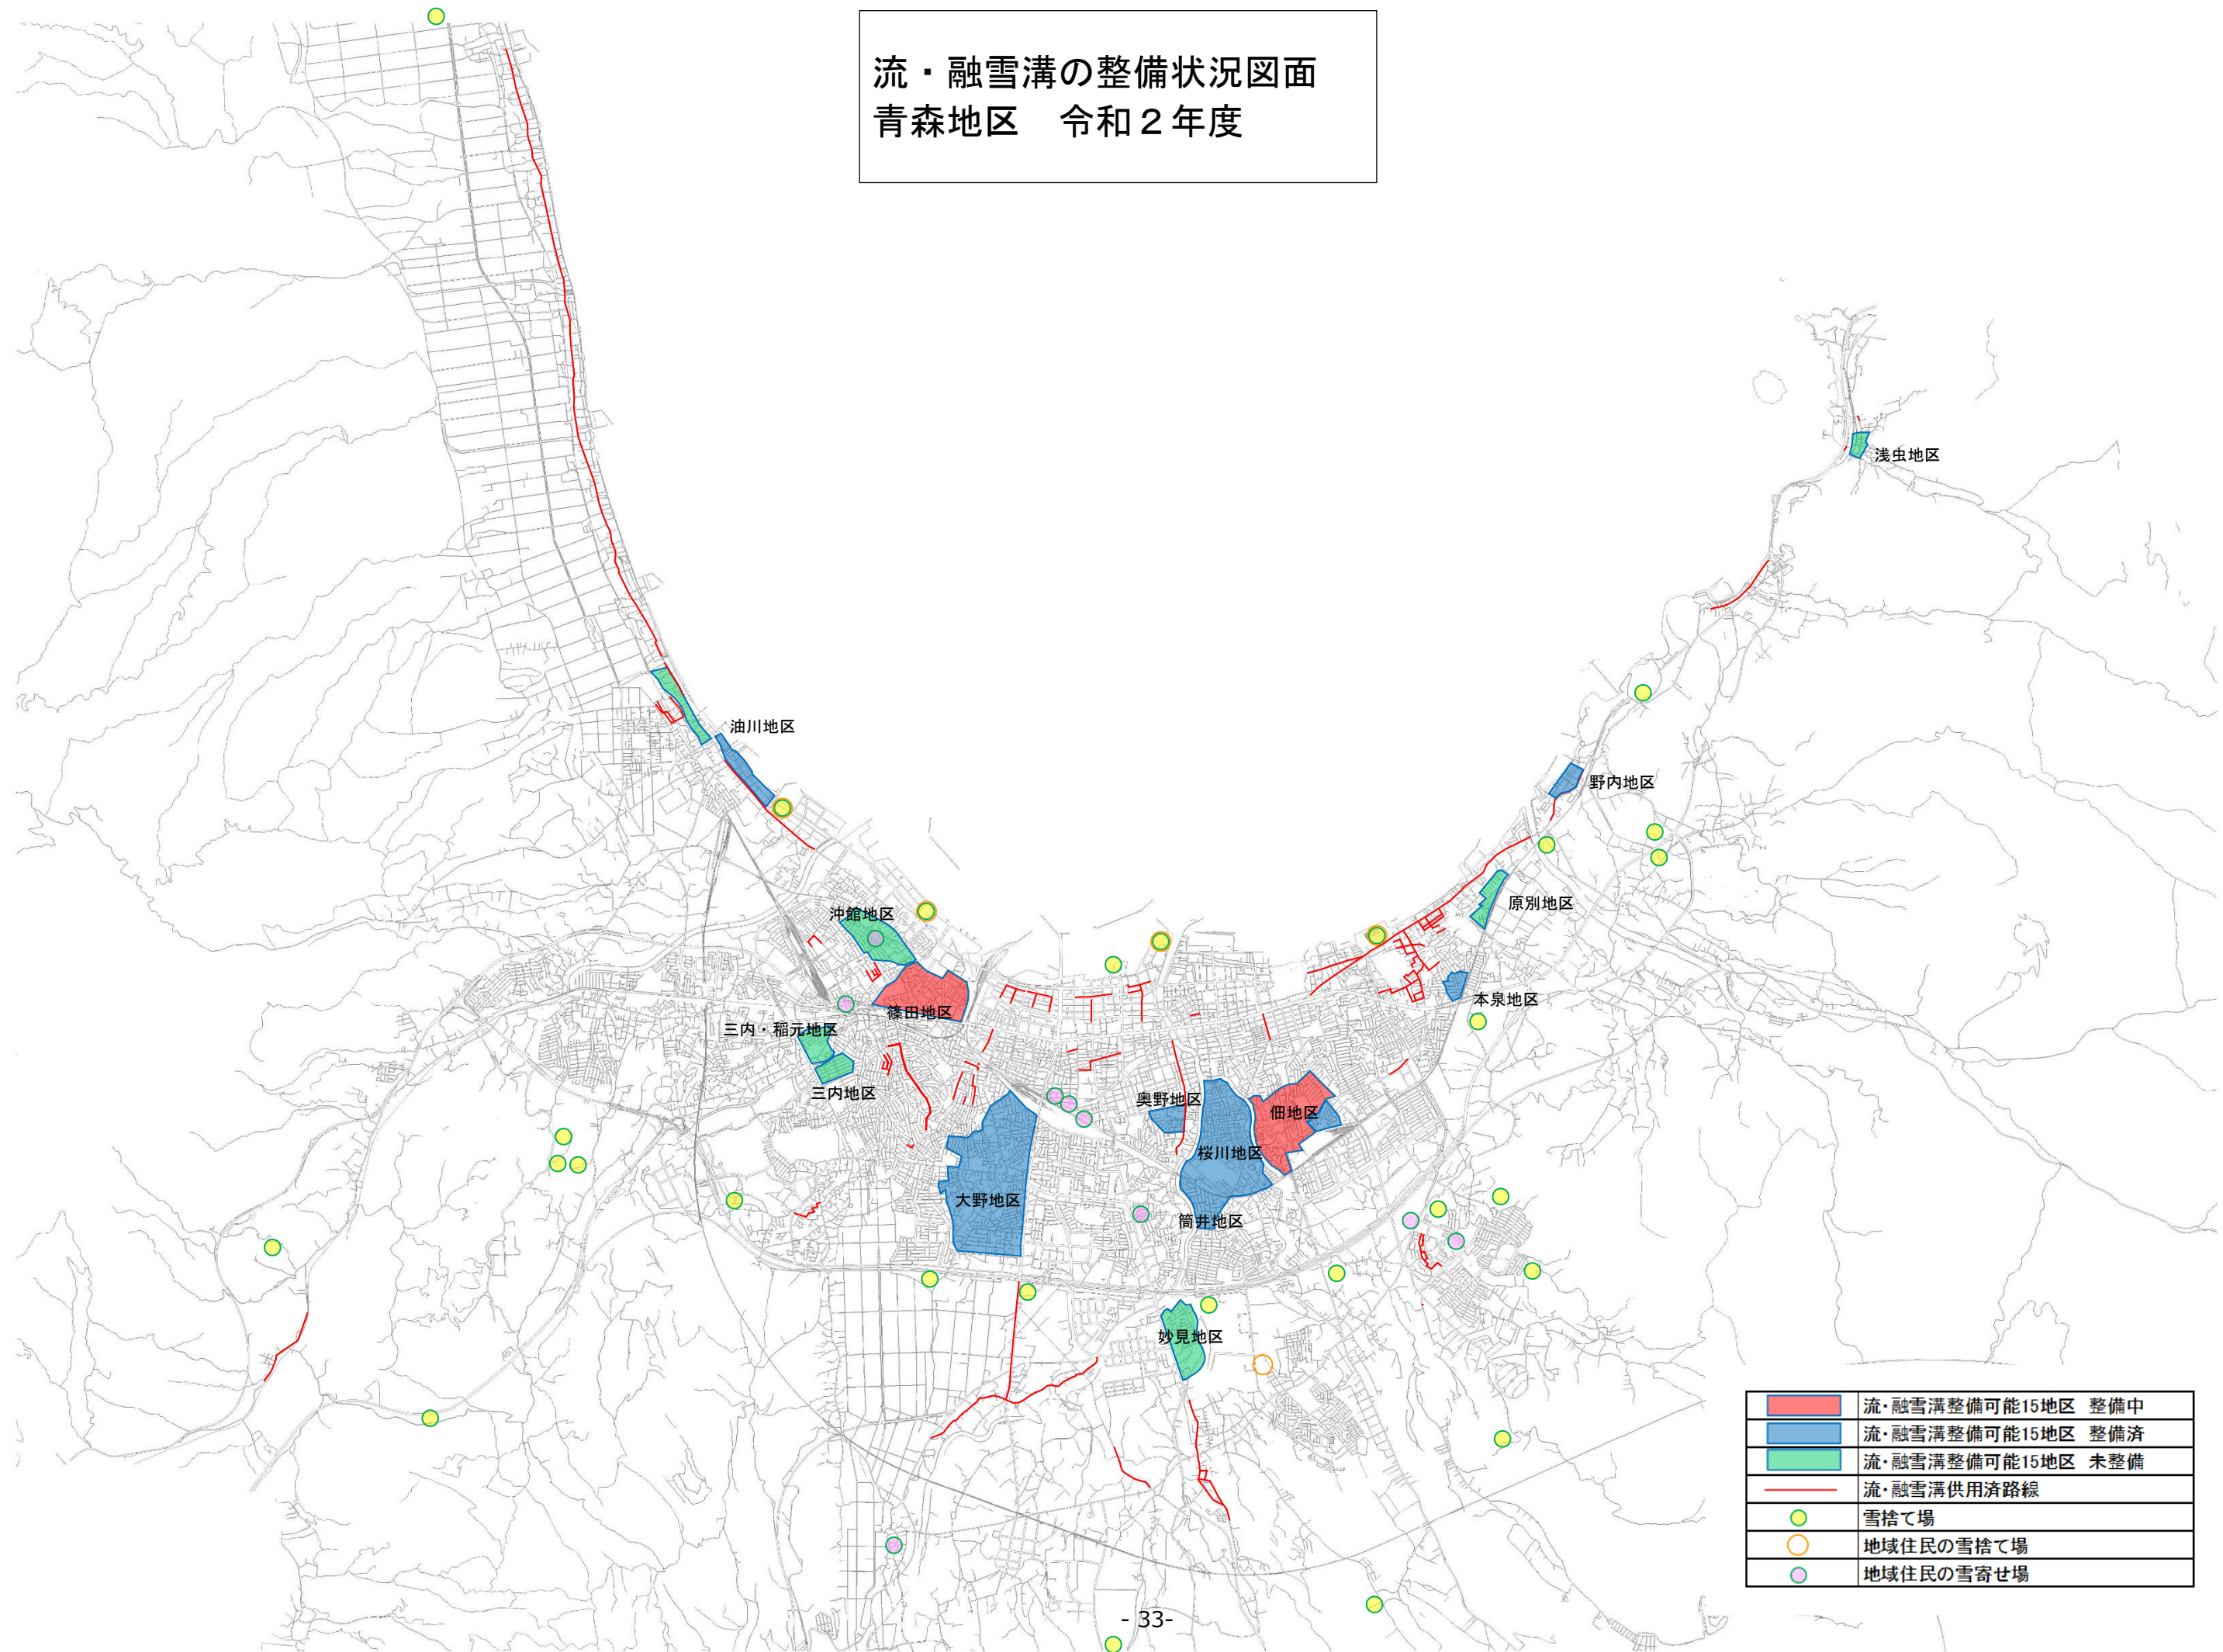 流・融雪溝の整備状況図面
青森地区　令和２年度
浅虫地区
油川地区
野内地区
原別地区
沖館地区
本泉地区
篠田地区
三内・稲元地区
三内地区
奥野地区
佃地区
桜川地区
大野地区
筒井地区
妙見地区
流・融雪溝整備可能15地区　整備中
流・融雪溝整備可能15地区　整備済
流・融雪溝整備可能15地区　未整備
流・融雪溝供用済路線
雪捨て場
地域住民の雪捨て場
地域住民の雪寄せ場
- 33-